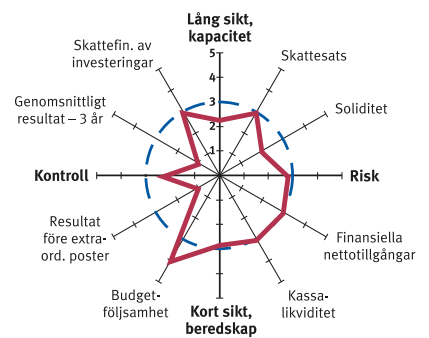 Lång sikt,
kapacitet
Skattefin. av
investeringar
Skattesats
5
4
3
2
1
Genomsnittligt
resultat – 3 år
Soliditet
Kontroll
Risk
Resultat
före extra-
ord. poster
Finansiella
nettotillgångar
Budget-
följsamhet
Kort sikt,
beredskap
Kassa-
likviditet